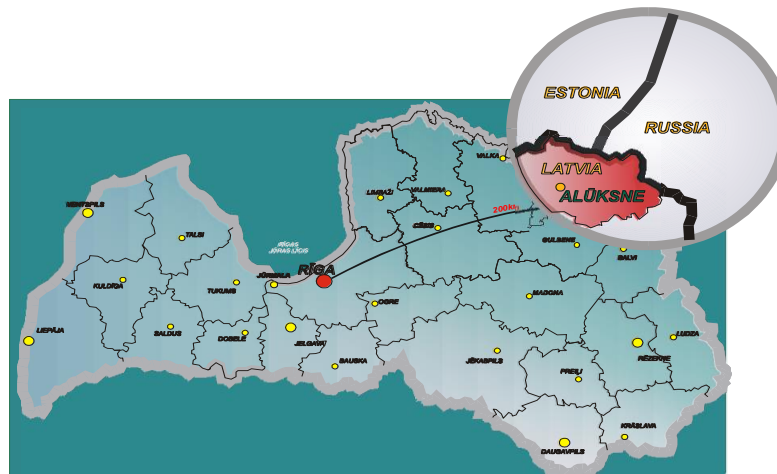 ESTONIA
RUSSIA
LATVIA
ALŪKSNE
VALKA
VENTSPILS
LIMBAŽI
VALMIERA
200km
CĒSIS
TALSI
RĪGAS
JŪRAS LĪCIS
GULBENE
BALVI
RĪGA
JŪRMALA
KULDĪGA
TUKUMS
MADONA
OGRE
LIEPĀJA
SALDUS
DOBELE
JELGAVA
BAUSKA
JĒKABPILS
PREIĻI
RĒZEKNE
LUDZA
KRĀSLAVA
DAUGAVPILS